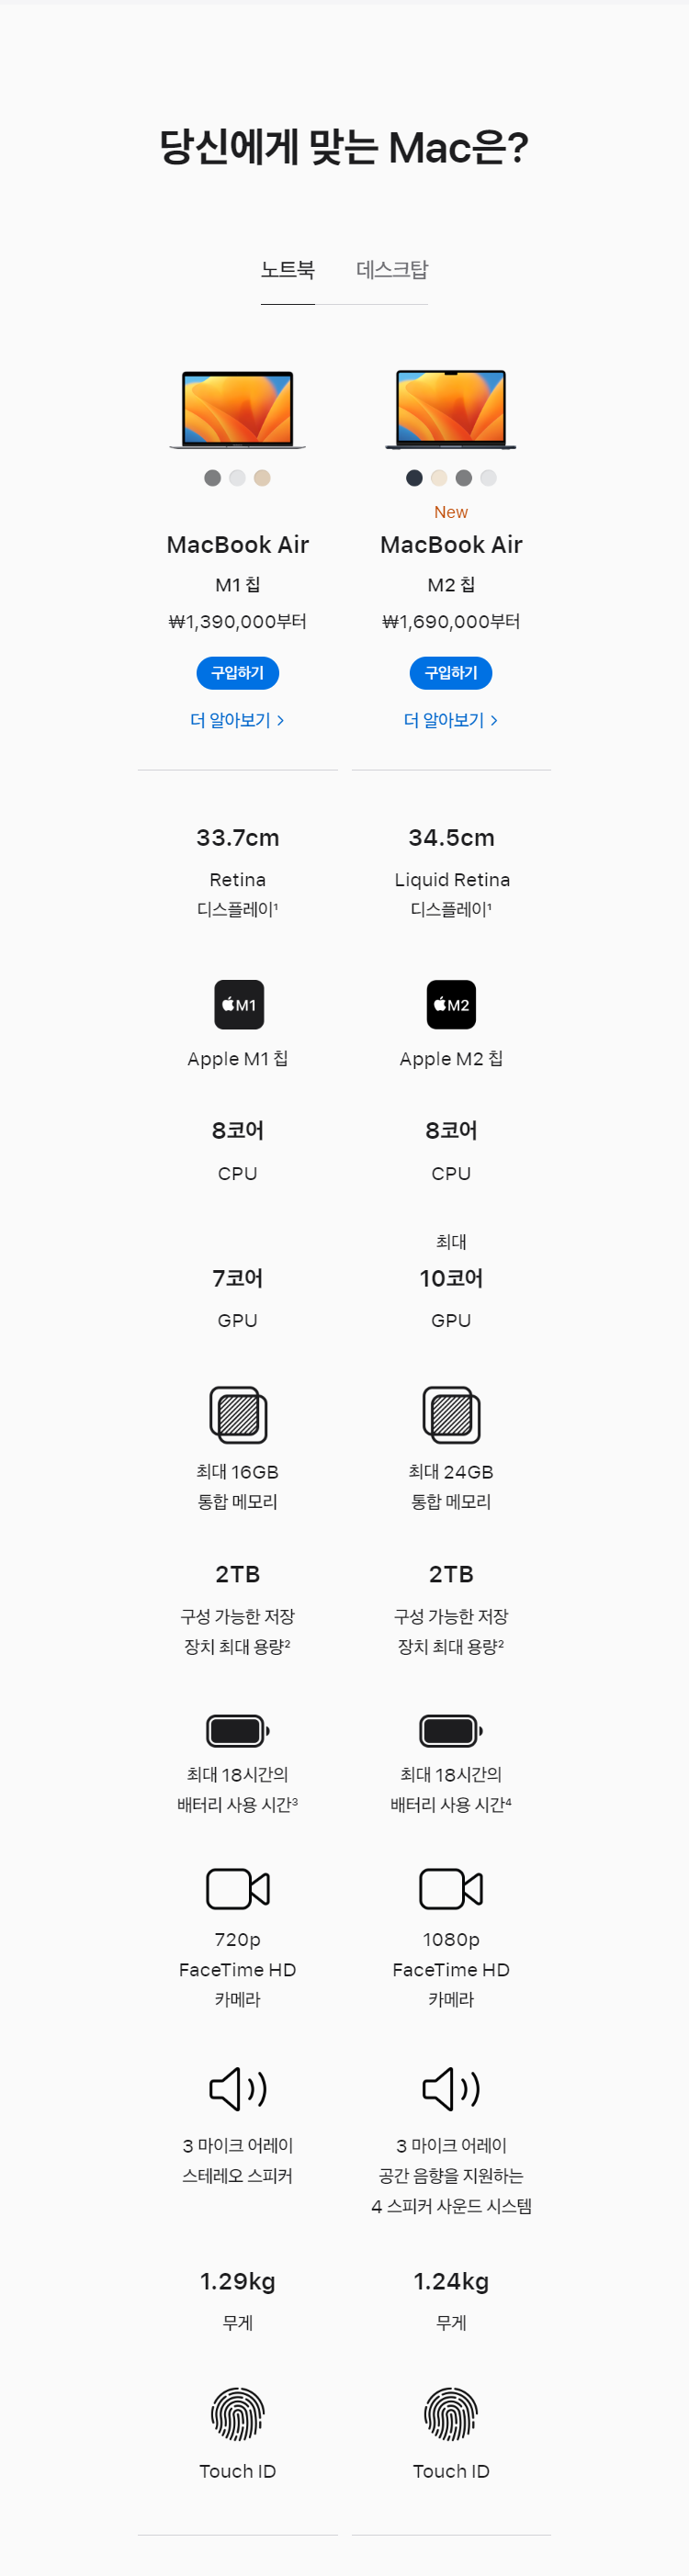 당신에게 맞는 Mac은?
노트북 데스크탑
MacBook Air
M1 칩
₩1,390,000부터
구입하기
더 알아보기 >
New
MacBook Air
M2 칩
₩1,690,000부터
구입하기
더 알아보기 >
33.7cm
Retina
디스플레이¹
34.5cm
Liquid Retina
디스플레이¹
M1
Apple M1 칩
M2
Apple M2 칩
8코어
CPU
8코어
CPU
7코어
GPU
최대
10코어
GPU
최대 16GB
통합 메모리
최대 24GB
통합 메모리
2TB
구성 가능한 저장
장치 최대 용량²
2TB
구성 가능한 저장
장치 최대 용량²
최대 18시간의
배터리 사용 시간³
최대 18시간의
배터리 사용 시간⁴
720p
FaceTime HD
카메라
1080p
FaceTime HD
카메라
3 마이크 어레이
스테레오 스피커
3 마이크 어레이
공간 음향을 지원하는
4 스피커 사운드 시스템
1.29kg
무게
1.24kg
무게
Touch ID
Touch ID